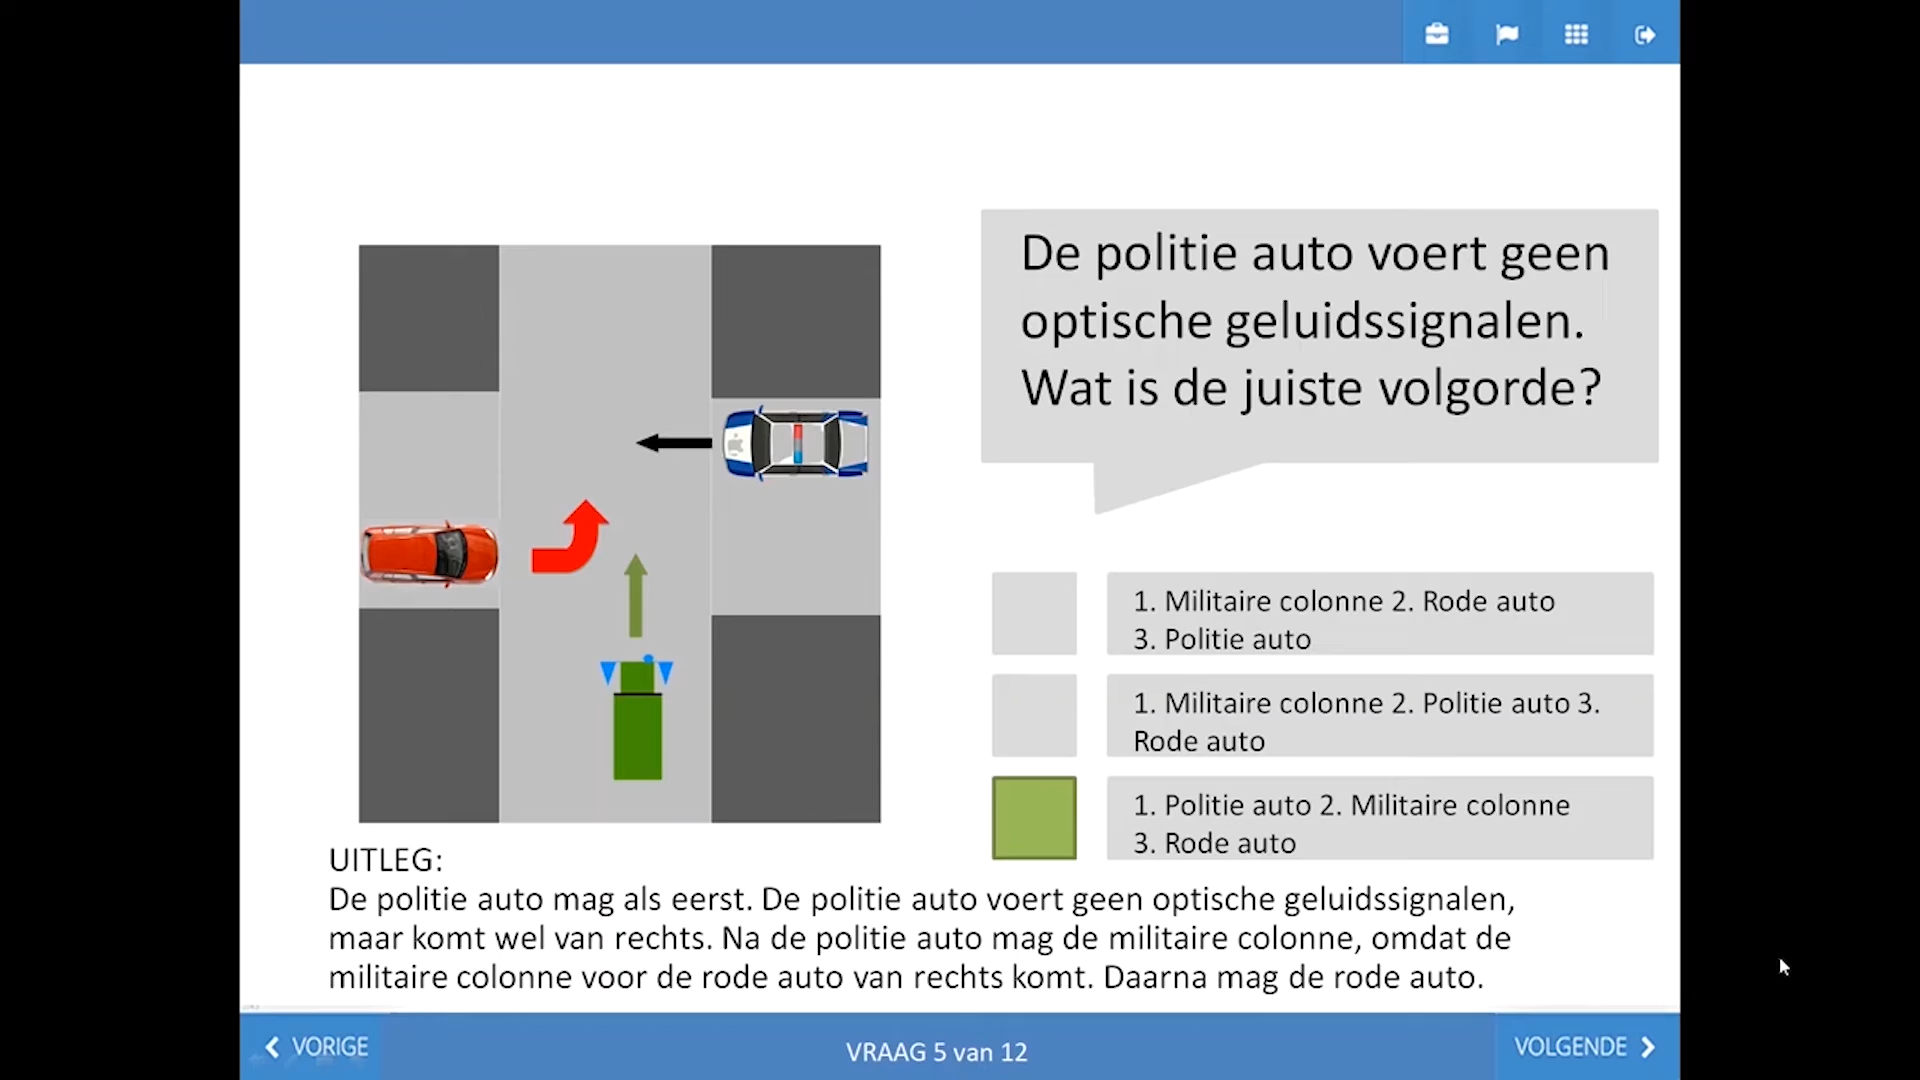 De politie auto voert geen
optische geluidssignalen.
Wat is de juiste volgorde?
1. Militaire colonne 2. Rode auto
3. Politie auto
1. Militaire colonne 2. Politie auto 3.
Rode auto
1. Politie auto 2. Militaire colonne
3. Rode auto
UITLEG:
De politie auto mag als eerst. De politie auto voert geen optische geluidssignalen,
maar komt wel van rechts. Na de politie auto mag de militaire colonne, omdat de
militaire colonne voor de rode auto van rechts komt. Daarna mag de rode auto.
VORIGE
VRAAG 5 van 12
VOLGENDE